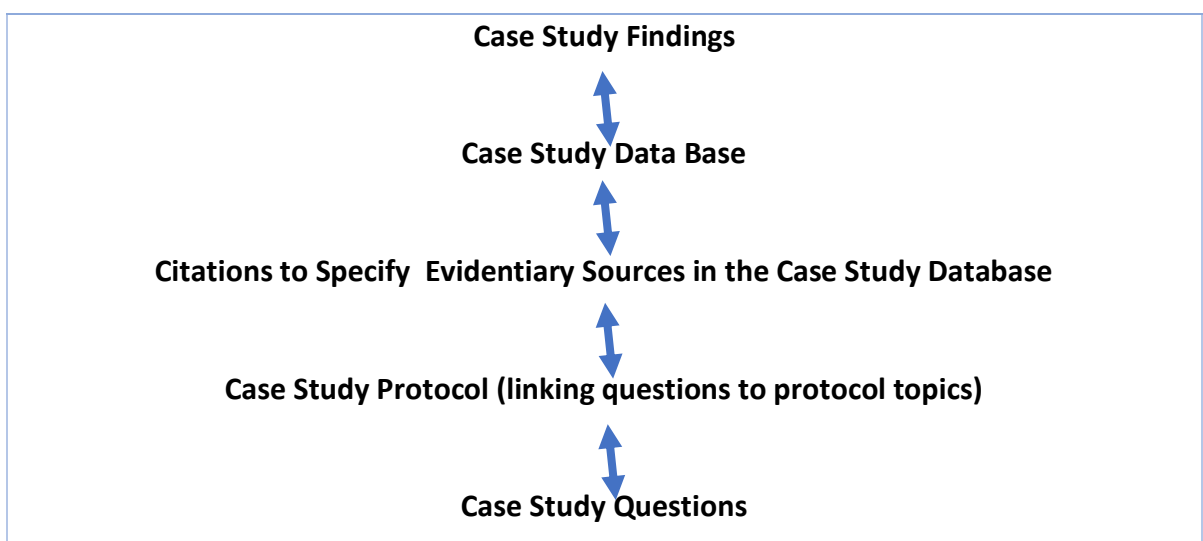 Case Study Findings
Case Study Data Base
Citations to Specify  Evidentiary Sources in the Case Study Database
Case Study Protocol (linking questions to protocol topics)
Case Study Questions